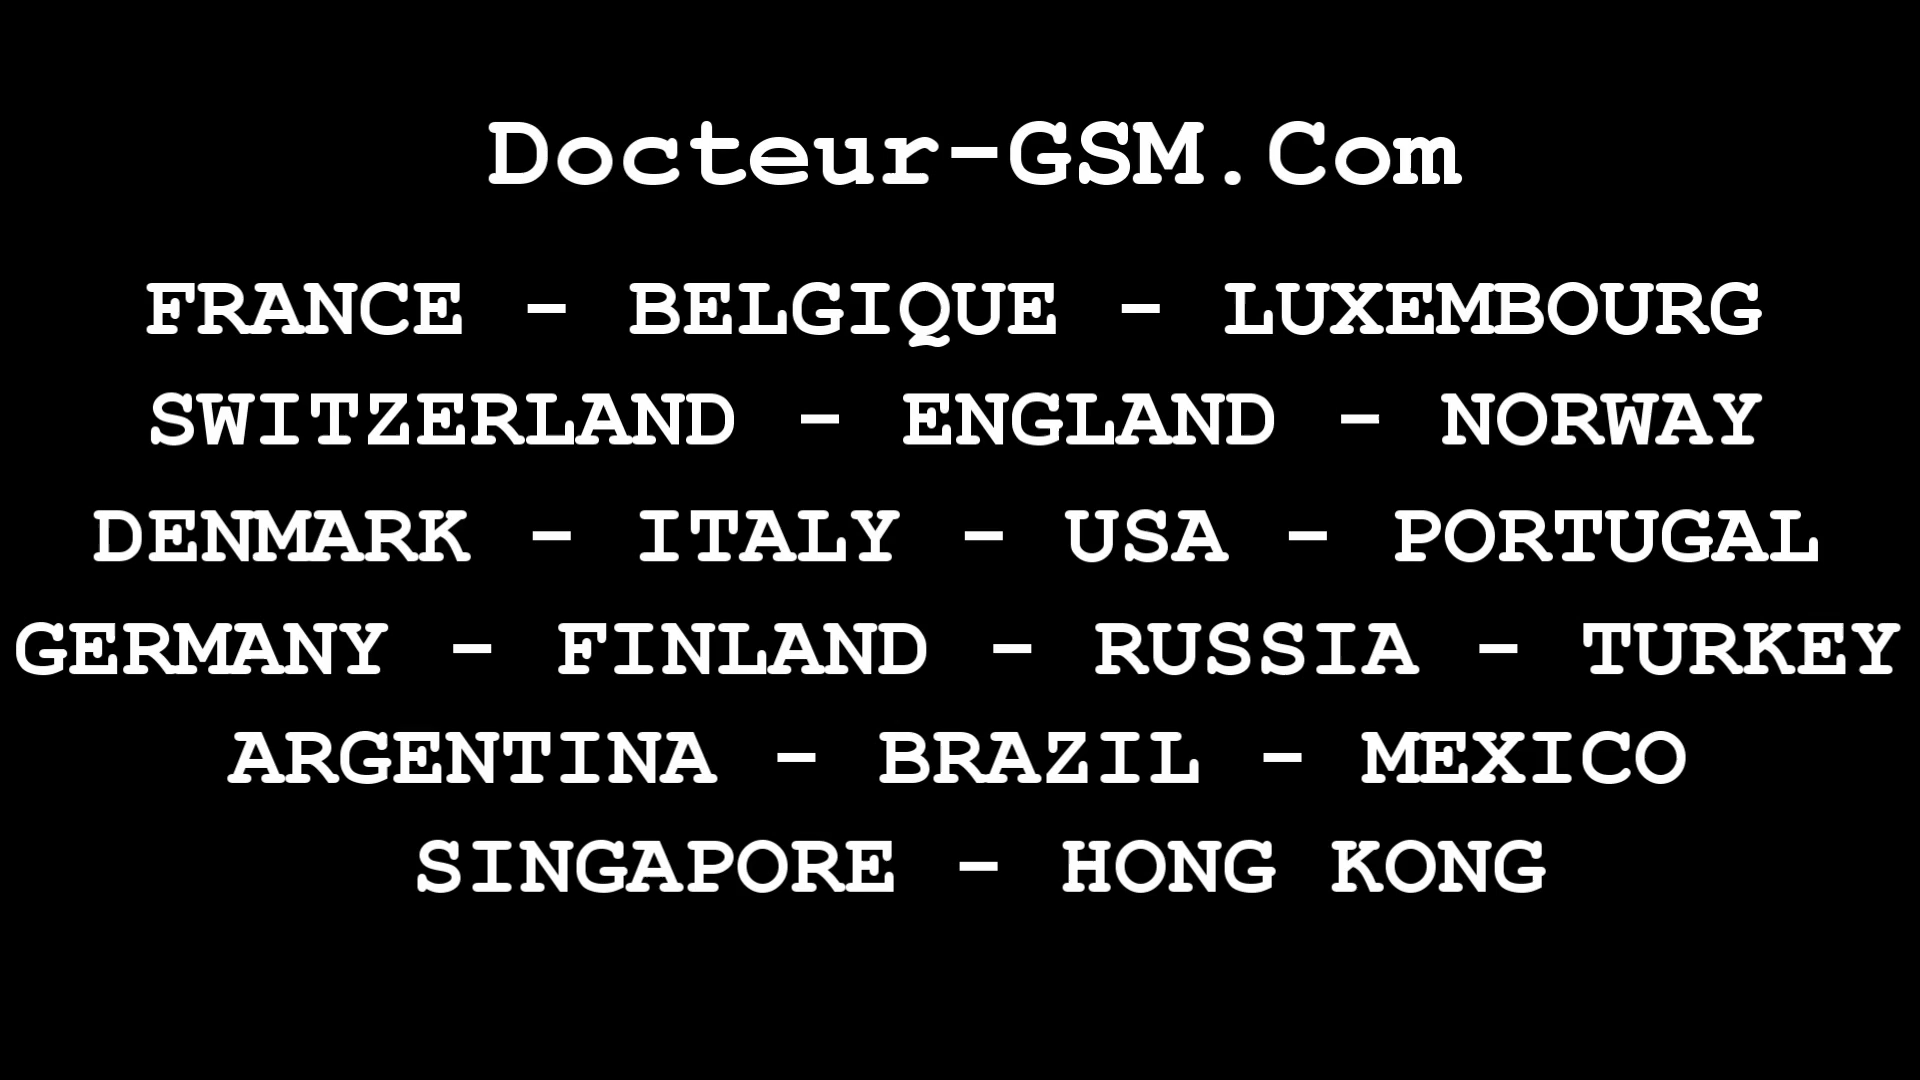 Docteur-GSM.Com
FRANCE - BELGIQUE - LUXEMBOURG
SWITZERLAND - ENGLAND - NORWAY
DENMARK - ITALY - USA - PORTUGAL
GERMANY - FINLAND - RUSSIA - TURKEY
ARGENTINA - BRAZIL - MEXICO
SINGAPORE - HONG KONG